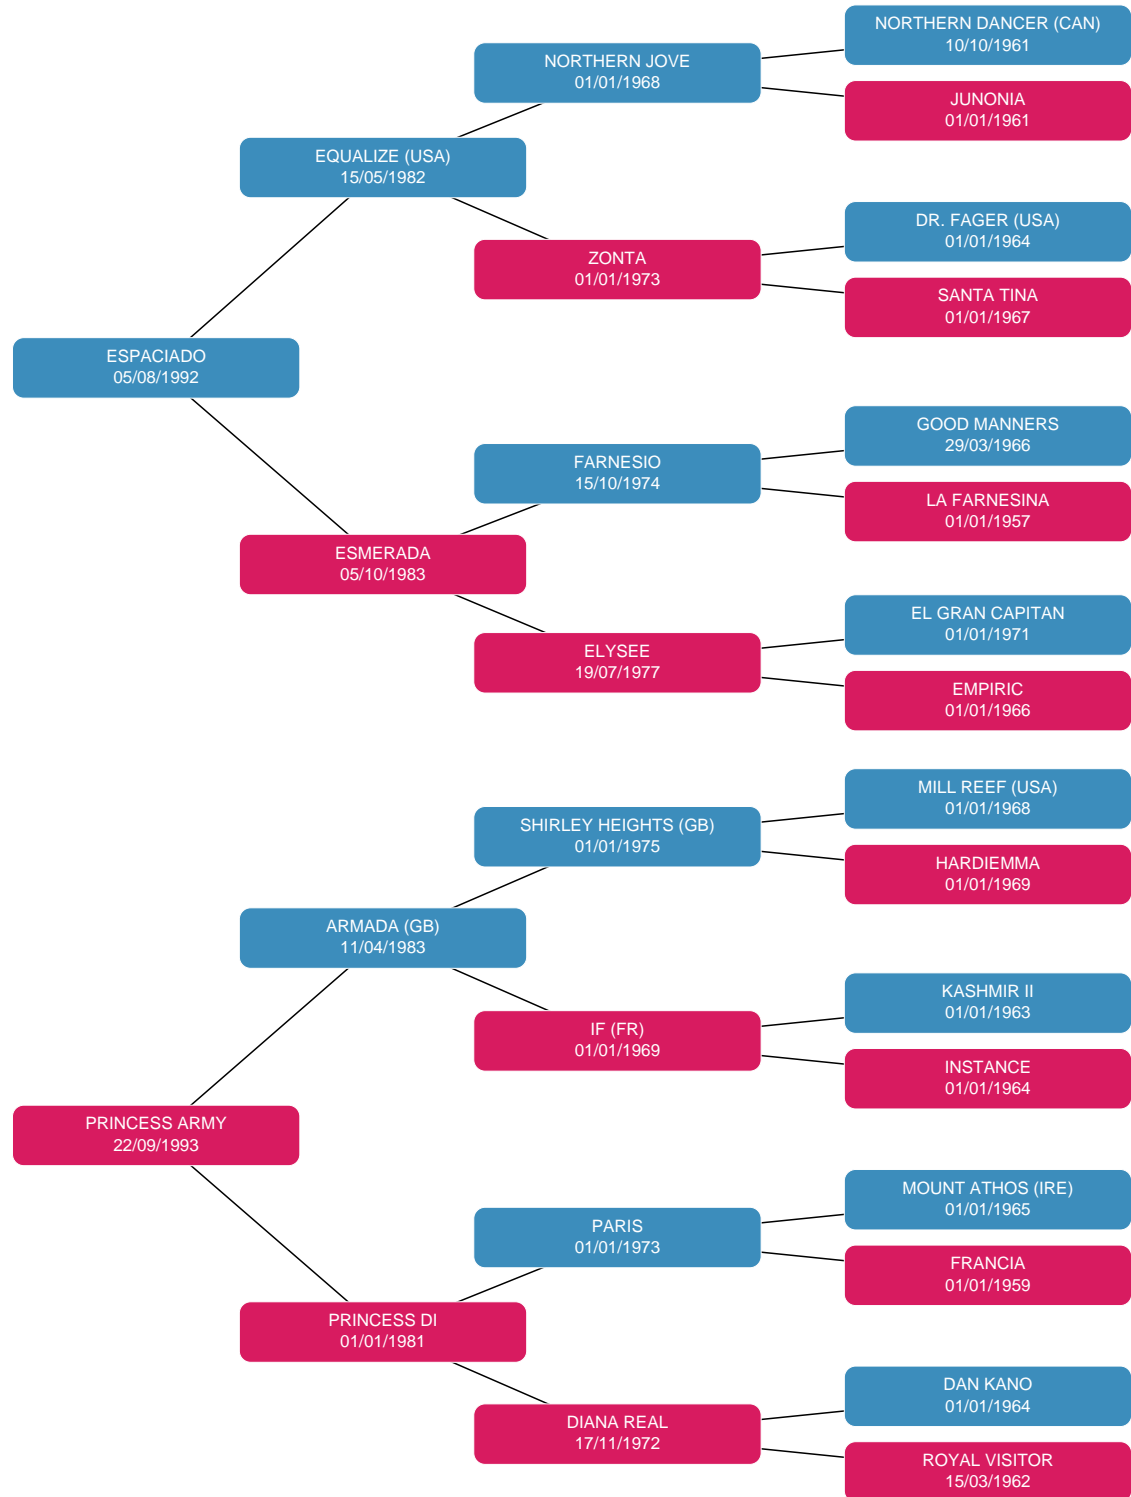 NORTHERN DANCER (CAN)
10/10/1961
NORTHERN JOVE
01/01/1968
JUNONIA
01/01/1961
EQUALIZE (USA)
15/05/1982
DR. FAGER (USA)
01/01/1964
ZONTA
01/01/1973
SANTA TINA
01/01/1967
ESPACIADO
05/08/1992
GOOD MANNERS
29/03/1966
FARNESIO
15/10/1974
LA FARNESINA
01/01/1957
ESMERADA
05/10/1983
EL GRAN CAPITAN
01/01/1971
ELYSEE
19/07/1977
EMPIRIC
01/01/1966
MILL REEF (USA)
01/01/1968
SHIRLEY HEIGHTS (GB)
01/01/1975
HARDIEMMA
01/01/1969
ARMADA (GB)
11/04/1983
KASHMIR II
01/01/1963
IF (FR)
01/01/1969
INSTANCE
01/01/1964
PRINCESS ARMY
22/09/1993
MOUNT ATHOS (IRE)
01/01/1965
PARIS
01/01/1973
FRANCIA
01/01/1959
PRINCESS DI
01/01/1981
DAN KANO
01/01/1964
DIANA REAL
17/11/1972
ROYAL VISITOR
15/03/1962